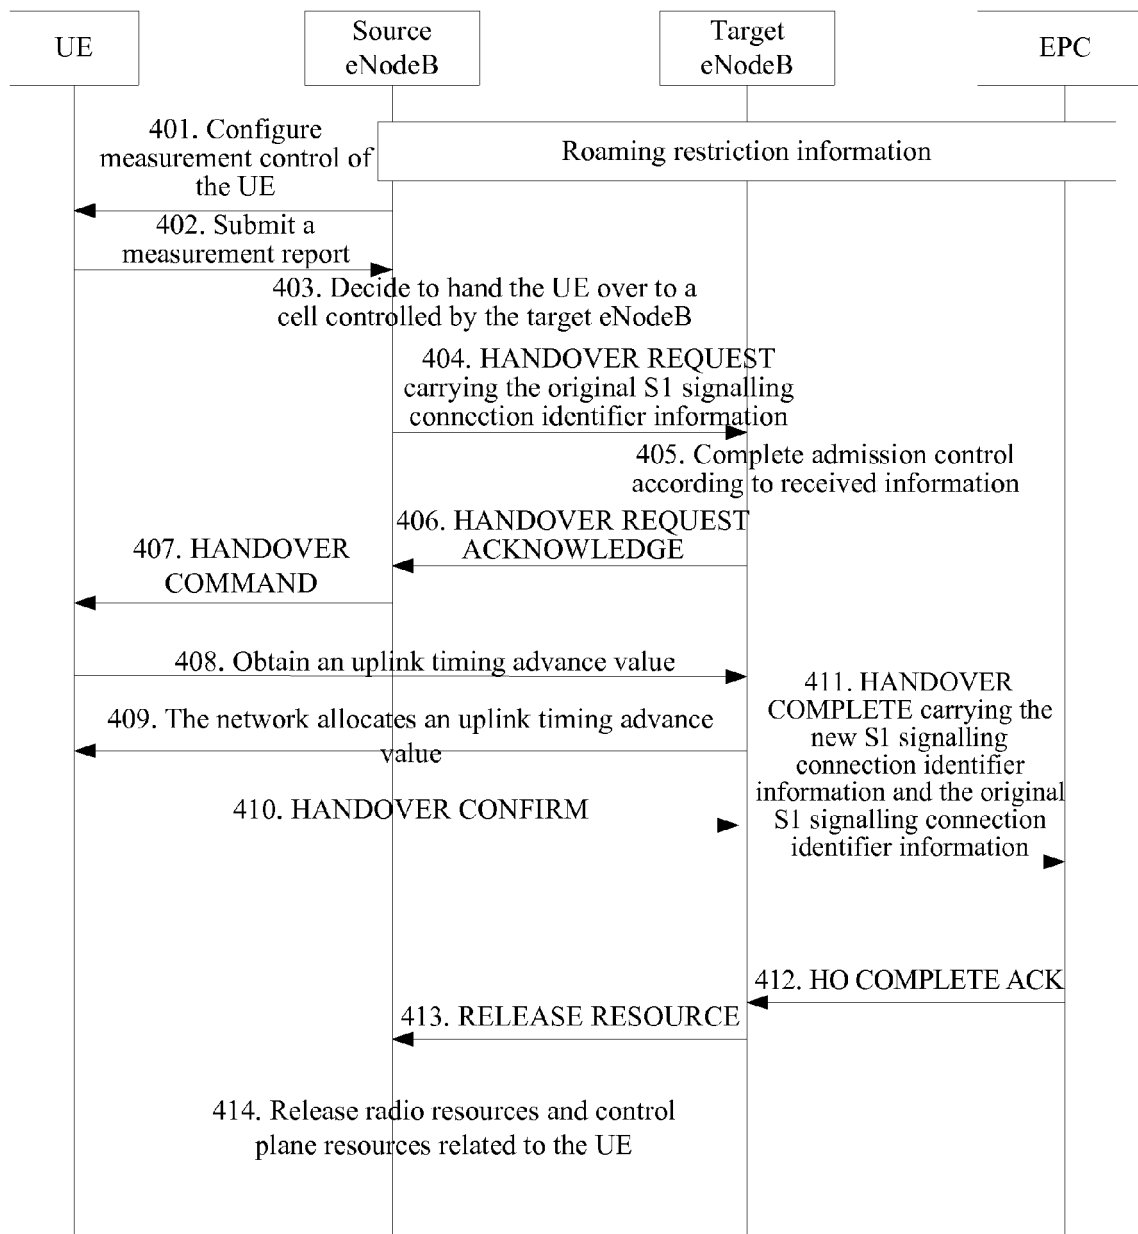 UE
Source
eNodeB
Target
eNodeB
EPC
401. Configure
measurement control of
the UE
Roaming restriction information
402. Submit a
measurement report
403. Decide to hand the UE over to a
cell controlled by the target eNodeB
404. HANDOVER REQUEST
carrying the original S1 signalling
connection identifier information
405. Complete admission control
according to received information
406. HANDOVER REQUEST
ACKNOWLEDGE
407. HANDOVER
COMMAND
408. Obtain an uplink timing advance value
409. The network allocates an uplink timing advance
value
410. HANDOVER CONFIRM
411. HANDOVER
COMPLETE carrying the
new S1 signalling
connection identifier
information and the original
S1 signalling connection
identifier information
412. HO COMPLETE ACK
413. RELEASE RESOURCE
414. Release radio resources and control
plane resources related to the UE